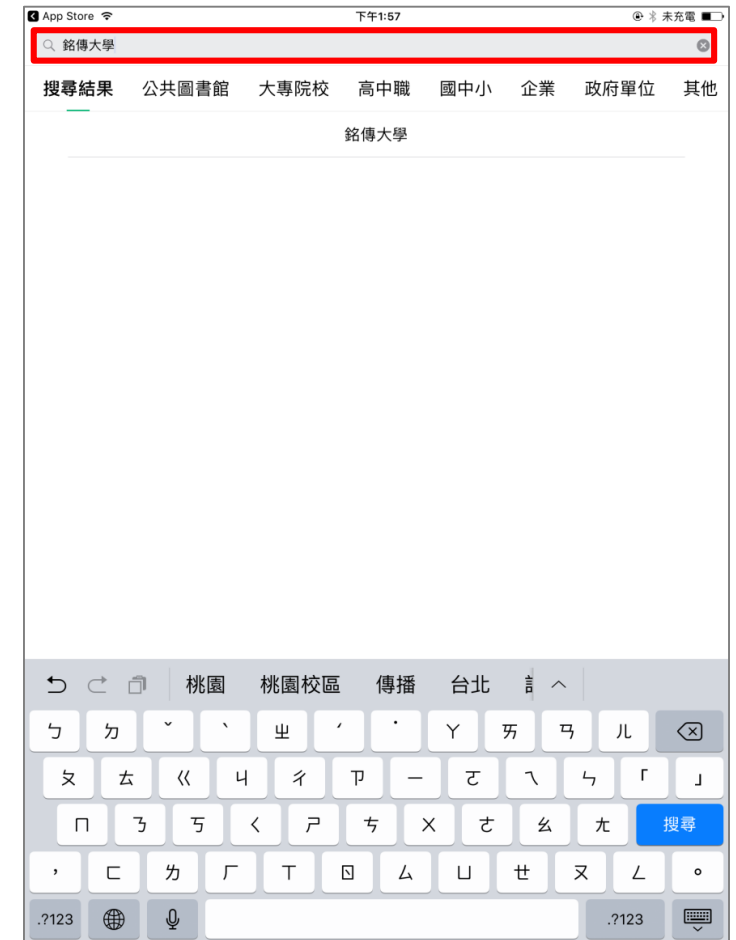 App Store 下午1:57 未充電
銘傳大學
搜尋結果 公共圖書館 大專院校 高中職 國中小 企業 政府單位 其他
銘傳大學
桃園 桃園校區 傳播 台北
ㄅ ㄉ ˇ ˋ ㄓ ˊ ˙ ㄚ ㄞ ㄢ ㄦ
ㄆ ㄊ ㄍ ㄐ ㄔ ㄗ ㄧ ㄛ ㄟ ㄣ 「 」
ㄇ ㄋ ㄎ ㄑ ㄕ ㄘ ㄨ ㄜ ㄠ ㄤ 搜尋
， ㄈ ㄌ ㄏ ㄒ ㄖ ㄙ ㄩ ㄝ ㄡ ㄥ 。
.?123 .?123